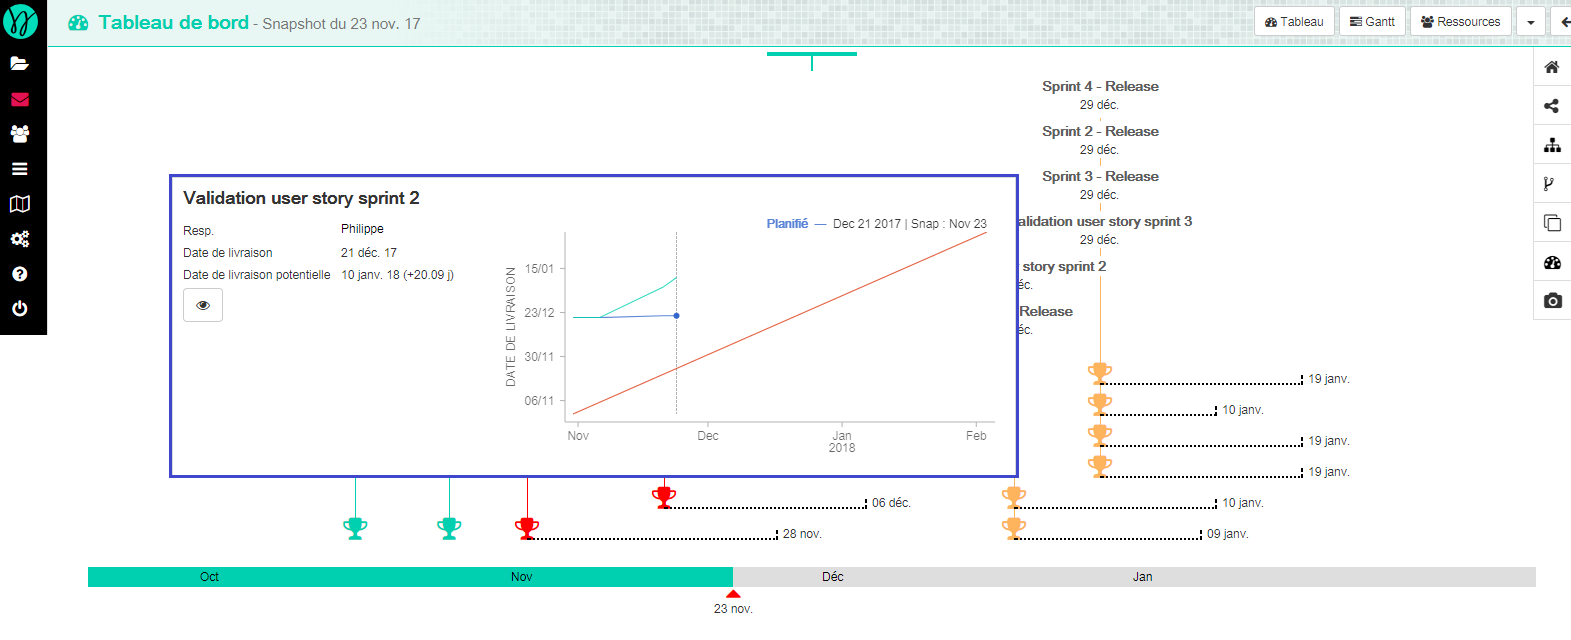 Tableau de bord - Snapshot du 23 nov. 17
Tableau
Gantt
Ressources
Sprint 4 - Release
29 déc.
Sprint 2 - Release
29 déc.
Sprint 3 - Release
29 déc.
alidation user story sprint 3
29 déc.
story sprint 2
éc.
Release
éc.
Validation user story sprint 2
Resp. Philippe
Date de livraison 21 déc. 17
Date de livraison potentielle 10 janv. 18 (+20.09 j)
Planifié — Dec 21 2017 | Snap : Nov 23
DATE DE LIVRAISON
15/01
23/12
30/11
06/11
Nov Dec Jan Feb
2018
19 janv.
10 janv.
19 janv.
19 janv.
06 déc.
10 janv.
28 nov.
09 janv.
Oct Nov Déc Jan
23 nov.